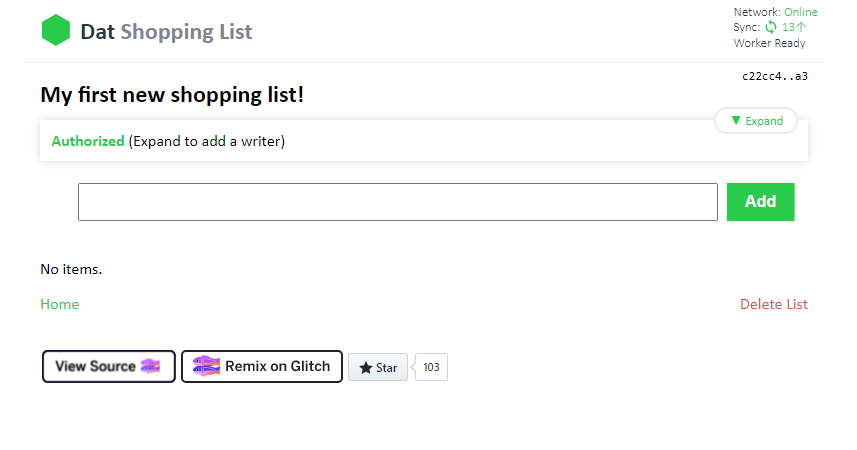 Dat Shopping List
Network: Online
Sync: 13↑
Worker Ready
c22cc4..a3
My first new shopping list!
▼ Expand
Authorized (Expand to add a writer)
Add
No items.
Home
Delete List
View Source
Remix on Glitch
Star
103